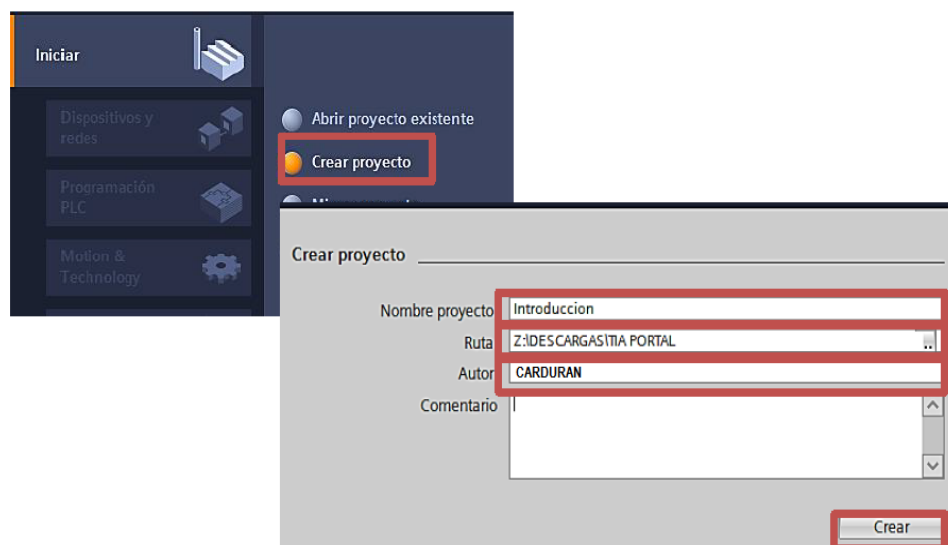 Iniciar
Dispositivos y
redes
Programación
PLC
Motion &
Technology
Abrir proyecto existente
Crear proyecto
Crear proyecto
Nombre proyecto Introduccion
Ruta Z:\DESCARGAS\TIA PORTAL ..
Autor CARDURAN
Comentario
Crear